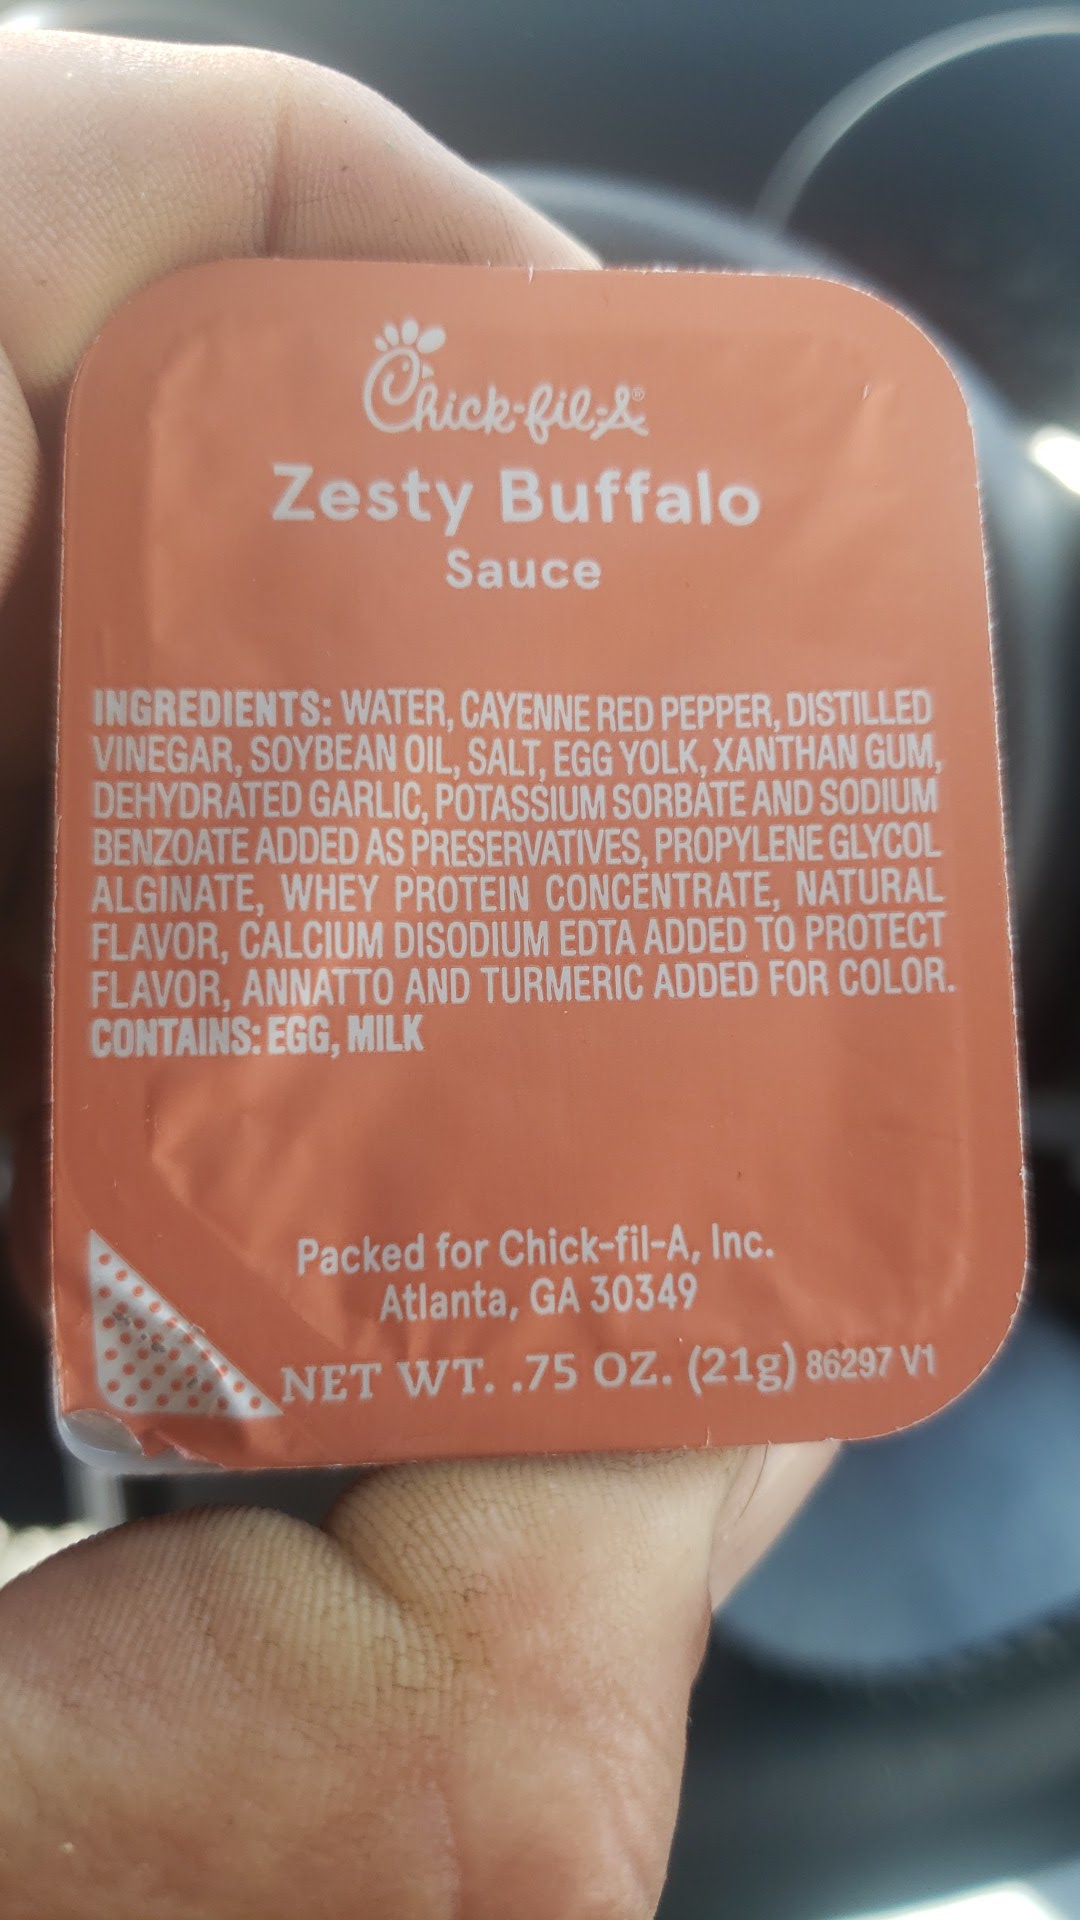 Chick-fil-A®
Zesty Buffalo
Sauce
INGREDIENTS: WATER, CAYENNE RED PEPPER, DISTILLED
VINEGAR, SOYBEAN OIL, SALT, EGG YOLK, XANTHAN GUM,
DEHYDRATED GARLIC, POTASSIUM SORBATE AND SODIUM
BENZOATE ADDED AS PRESERVATIVES, PROPYLENE GLYCOL
ALGINATE, WHEY PROTEIN CONCENTRATE, NATURAL
FLAVOR, CALCIUM DISODIUM EDTA ADDED TO PROTECT
FLAVOR, ANNATTO AND TURMERIC ADDED FOR COLOR.
CONTAINS: EGG, MILK
Packed for Chick-fil-A, Inc.
Atlanta, GA 30349
NET WT. .75 OZ. (21g) 86297 V1